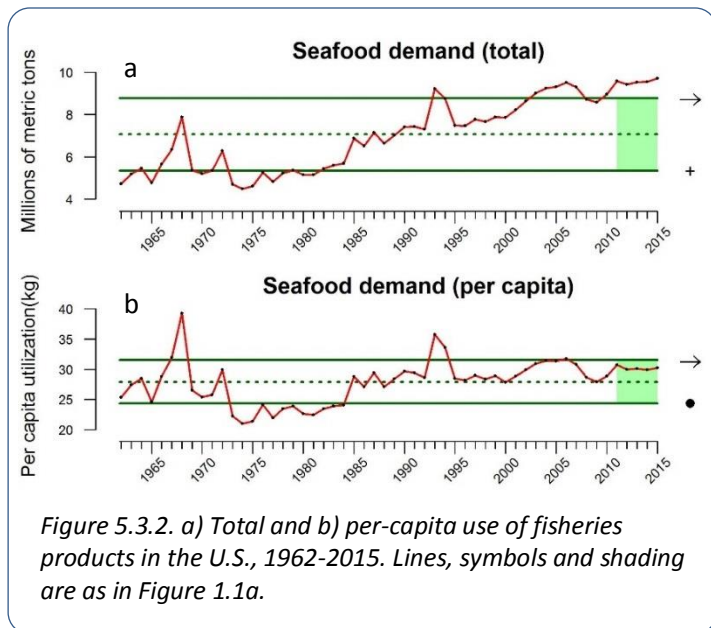 Seafood demand (total)
a
Millions of metric tons
10
8
6
4
→
+
1965 1970 1975 1980 1985 1990 1995 2000 2005 2010 2015
Seafood demand (per capita)
b
Per capita utilization(kg)
40
35
30
25
20
→
●
1965 1970 1975 1980 1985 1990 1995 2000 2005 2010 2015
Figure 5.3.2. a) Total and b) per-capita use of fisheries
products in the U.S., 1962-2015. Lines, symbols and shading
are as in Figure 1.1a.